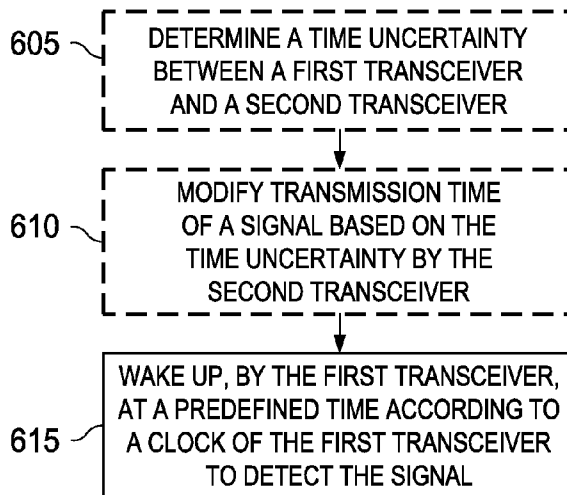 605
DETERMINE A TIME UNCERTAINTY
BETWEEN A FIRST TRANSCEIVER
AND A SECOND TRANSCEIVER
610
MODIFY TRANSMISSION TIME
OF A SIGNAL BASED ON THE
TIME UNCERTAINTY BY THE
SECOND TRANSCEIVER
615
WAKE UP, BY THE FIRST TRANSCEIVER,
AT A PREDEFINED TIME ACCORDING TO
A CLOCK OF THE FIRST TRANSCEIVER
TO DETECT THE SIGNAL